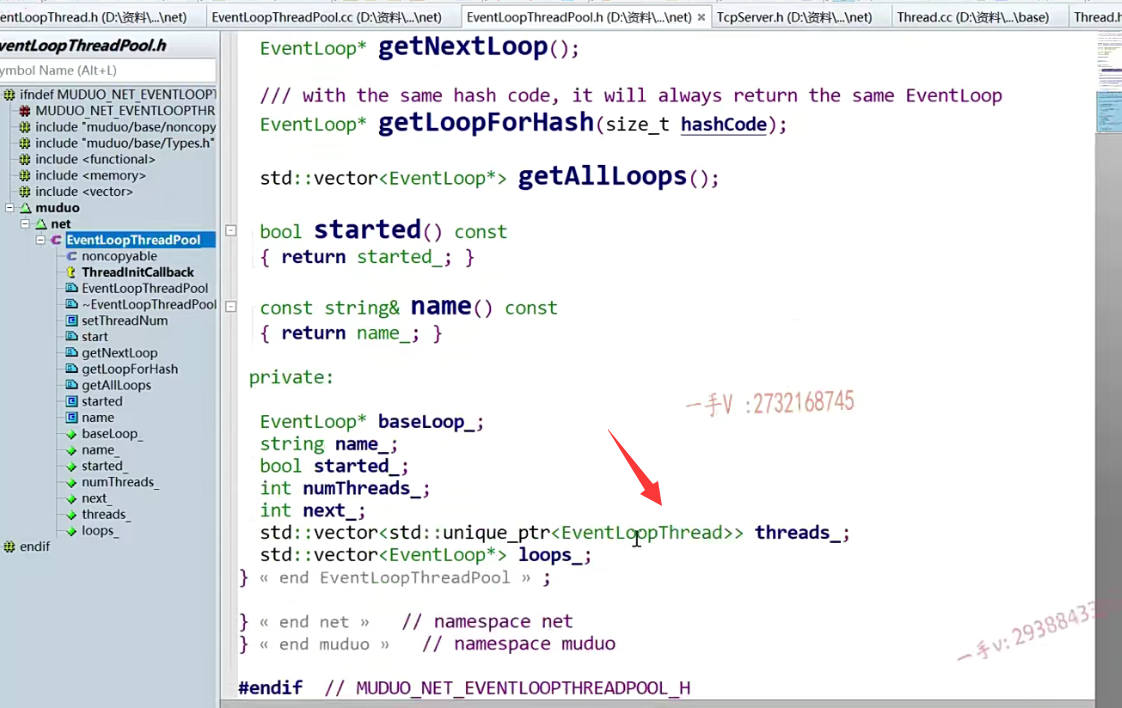 entLoopThread.h (D:\资料\...\net)
EventLoopThreadPool.cc (D:\资料\...\net)
EventLoopThreadPool.h (D:\资料\...\net) ×
TcpServer.h (D:\资料\...\net)
Thread.cc (D:\资料\...\base)
Thread.h
ventLoopThreadPool.h
ymbol Name (Alt+L)
# ifndef MUDUO_NET_EVENTLOOPT
# MUDUO_NET_EVENTLOOPTHR
# include "muduo/base/noncopy
# include "muduo/base/Types.h"
# include <functional>
# include <memory>
# include <vector>
muduo
net
C EventLoopThreadPool
C noncopyable
ThreadInitCallback
EventLoopThreadPool
~EventLoopThreadPool
setThreadNum
start
getNextLoop
getLoopForHash
getAllLoops
started
name
baseLoop_
name_
started_
numThreads_
next_
threads_
loops_
# endif
EventLoop* getNextLoop();
/// with the same hash code, it will always return the same EventLoop
EventLoop* getLoopForHash(size_t hashCode);
std::vector<EventLoop*> getAllLoops();
bool started() const
{ return started_; }
const string& name() const
{ return name_; }
private:
一手V :2732168745
EventLoop* baseLoop_;
string name_;
bool started_;
int numThreads_;
int next_;
std::vector<std::unique_ptr<EventLoopThread>> threads_;
std::vector<EventLoop*> loops_;
} « end EventLoopThreadPool » ;
} « end net » // namespace net
} « end muduo » // namespace muduo
一手v:
#endif // MUDUO_NET_EVENTLOOPTHREADPOOL_H